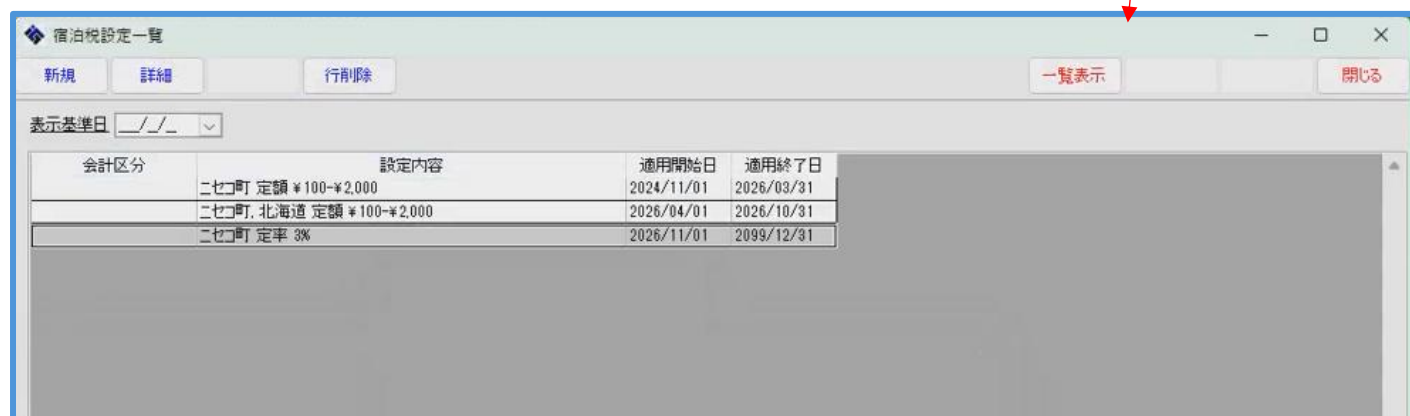 宿泊税設定一覧
新規 詳細 行削除 一覧表示 閉じる
表示基準日 __/_/_
会計区分 設定内容 適用開始日 適用終了日
ニセコ町 定額 ¥100-¥2,000 2024/11/01 2026/03/31
ニセコ町, 北海道 定額 ¥100-¥2,000 2026/04/01 2026/10/31
ニセコ町 定率 3% 2026/11/01 2099/12/31